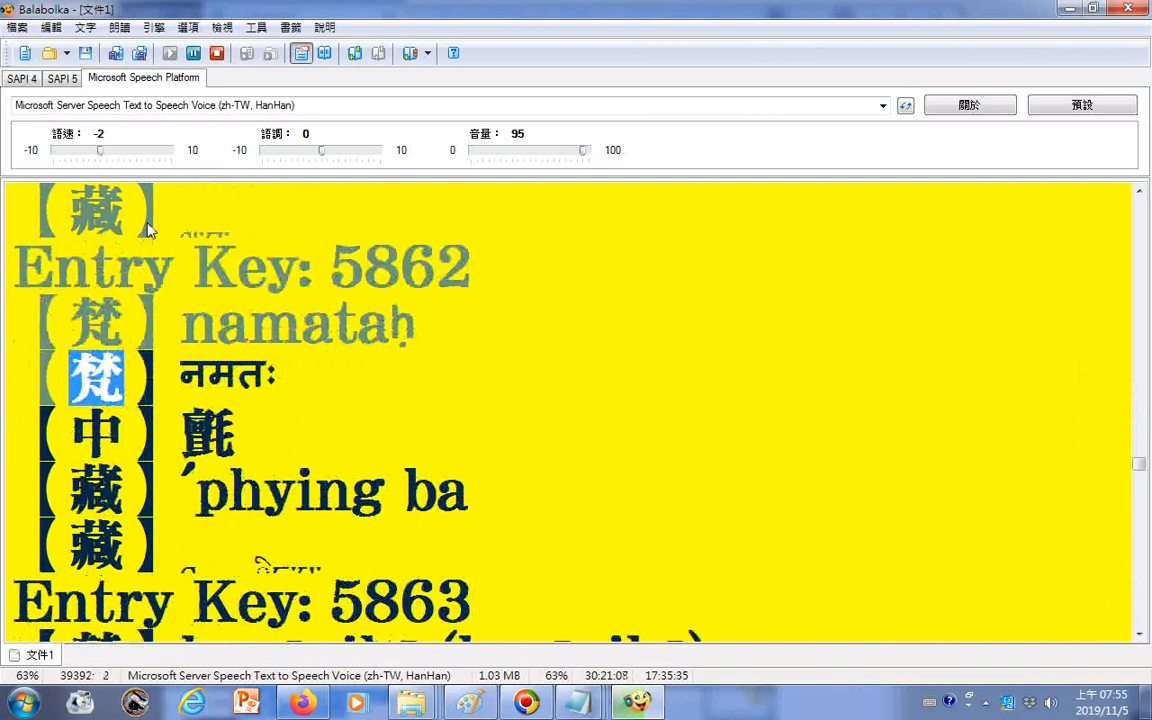 Balabolka - [文件1]
檔案 編輯 文字 朗讀 引擎 選項 檢視 工具 書籤 說明
SAPI 4 SAPI 5 Microsoft Speech Platform
Microsoft Server Speech Text to Speech Voice (zh-TW, HanHan) 關於 預設
語速： -2 語調： 0 音量： 95
-10 10 -10 10 0 100
【藏】
Entry Key: 5862
【梵】 namataḥ
【梵】 नमतः
【中】 氈
【藏】 ´phying ba
【藏】
Entry Key: 5863
文件1
63% 39392: 2 Microsoft Server Speech Text to Speech Voice (zh-TW, HanHan) 1.03 MB 63% 30:21:08 17:35:35
上午 07:55
2019/11/5